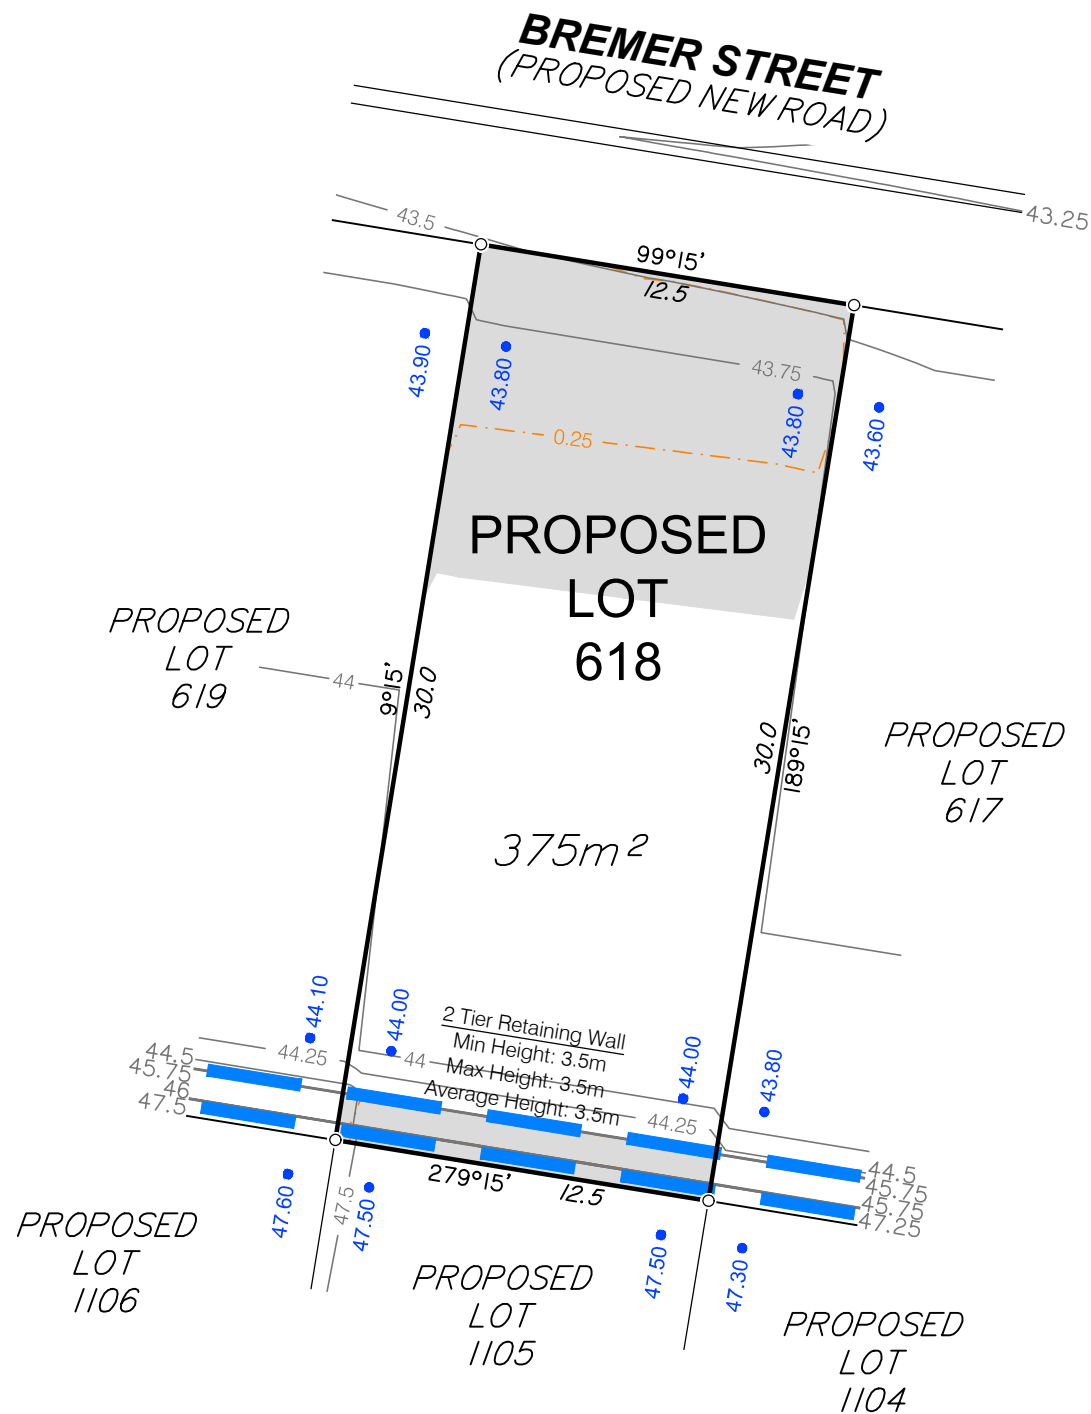 BREMER STREET
(PROPOSED NEW ROAD)
43.25
43.5
99°15'
12.5
43.90
43.80
43.75
43.80
43.60
0.25
PROPOSED
LOT
618
PROPOSED
LOT
619
44
9°15'
30.0
30.0
189°15'
PROPOSED
LOT
617
375m²
44.10
44.00
2 Tier Retaining Wall
Min Height: 3.5m
Max Height: 3.5m
Average Height: 3.5m
44
44.00
43.80
44.25
44.25
44.5
45.75
46
47.5
44.5
45.75
45.75
47.25
279°15'
12.5
47.60
47.5
47.50
47.50
47.30
PROPOSED
LOT
1106
PROPOSED
LOT
1105
PROPOSED
LOT
1104